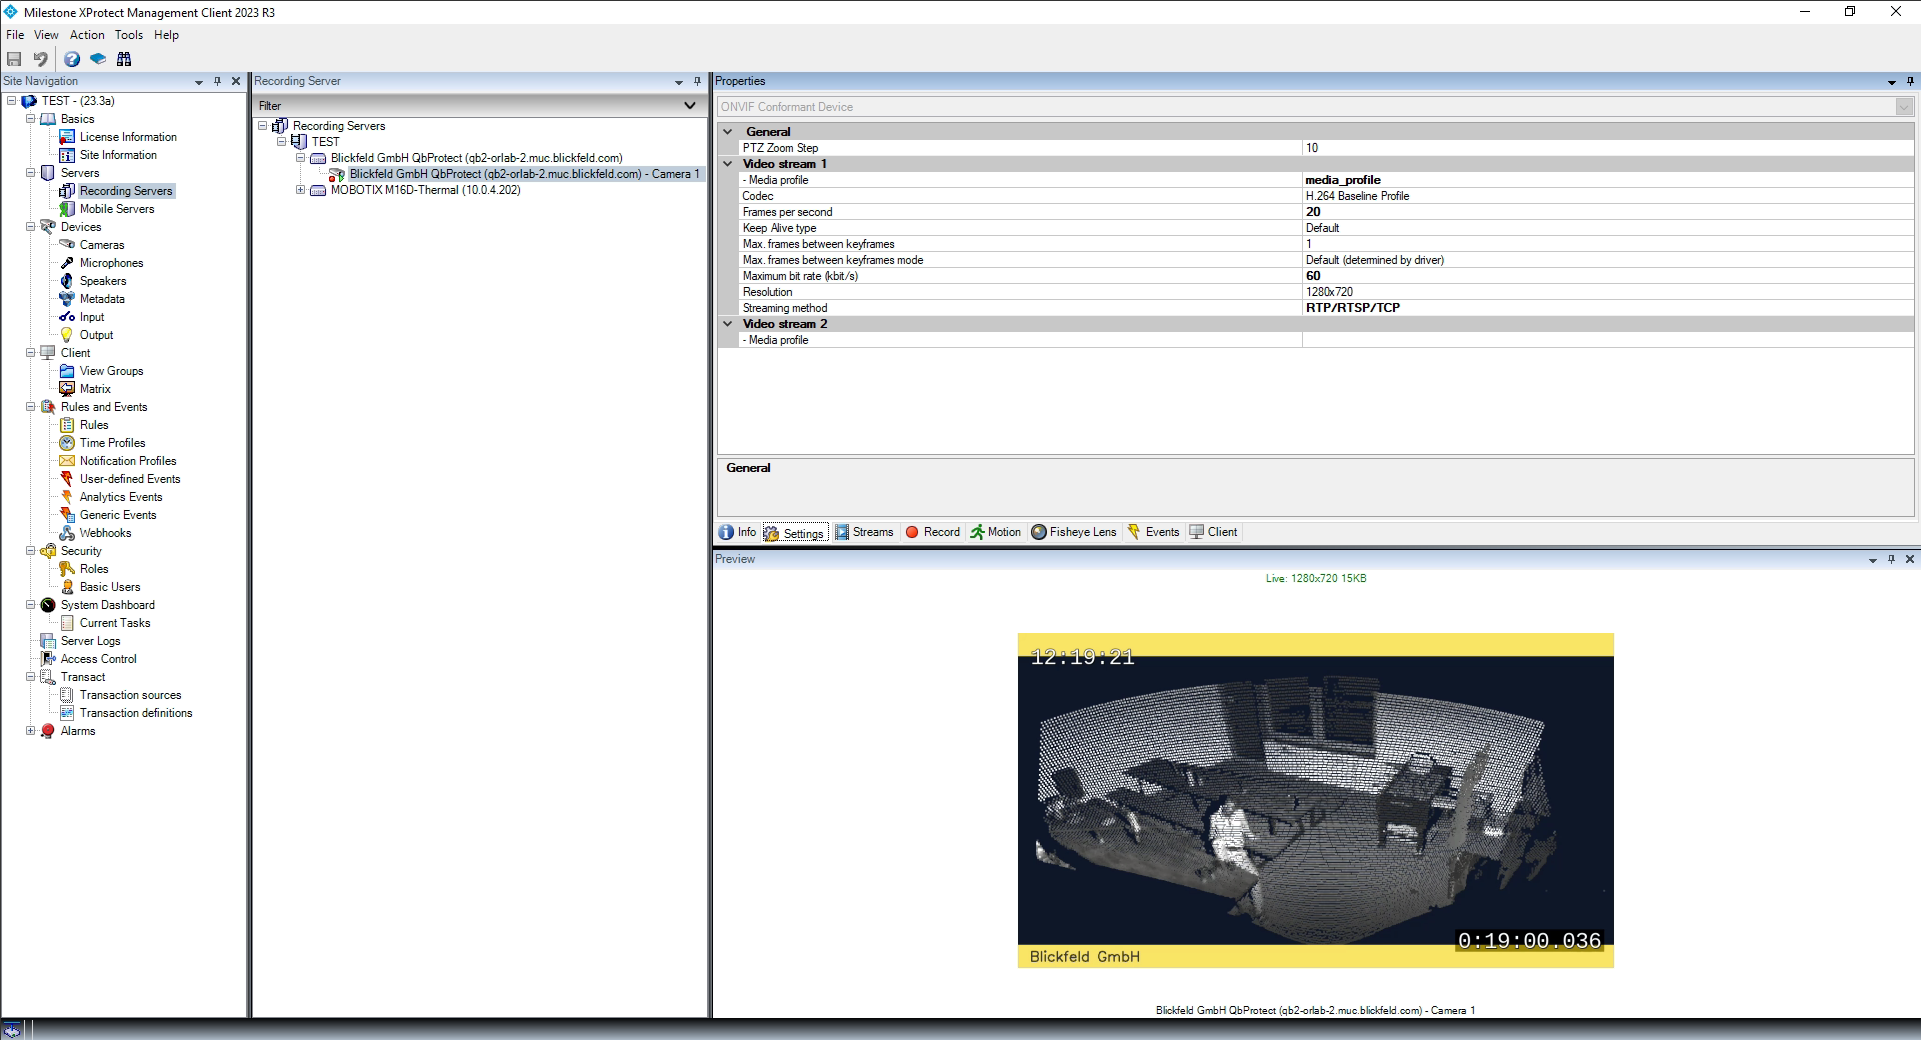 Milestone XProtect Management Client 2023 R3
File View Action Tools Help
Site Navigation
TEST - (23.3a)
Basics
License Information
Site Information
Servers
Recording Servers
Mobile Servers
Devices
Cameras
Microphones
Speakers
Metadata
Input
Output
Client
View Groups
Matrix
Rules and Events
Rules
Time Profiles
Notification Profiles
User-defined Events
Analytics Events
Generic Events
Webhooks
Security
Roles
Basic Users
System Dashboard
Current Tasks
Server Logs
Access Control
Transact
Transaction sources
Transaction definitions
Alarms
Recording Server
Filter
Recording Servers
TEST
Blickfeld GmbH QbProtect (qb2-orlab-2.muc.blickfeld.com)
Blickfeld GmbH QbProtect (qb2-orlab-2.muc.blickfeld.com) - Camera 1
MOBOTIX M16D-Thermal (10.0.4.202)
Properties
ONVIF Conformant Device
General
PTZ Zoom Step 10
Video stream 1
- Media profile media_profile
Codec H.264 Baseline Profile
Frames per second 20
Keep Alive type Default
Max. frames between keyframes 1
Max. frames between keyframes mode Default (determined by driver)
Maximum bit rate (kbit/s) 60
Resolution 1280x720
Streaming method RTP/RTSP/TCP
Video stream 2
- Media profile
General
Info Settings Streams Record Motion Fisheye Lens Events Client
Preview
Live: 1280x720 15KB
12:19:21
0:19:00.036
Blickfeld GmbH
Blickfeld GmbH QbProtect (qb2-orlab-2.muc.blickfeld.com) - Camera 1